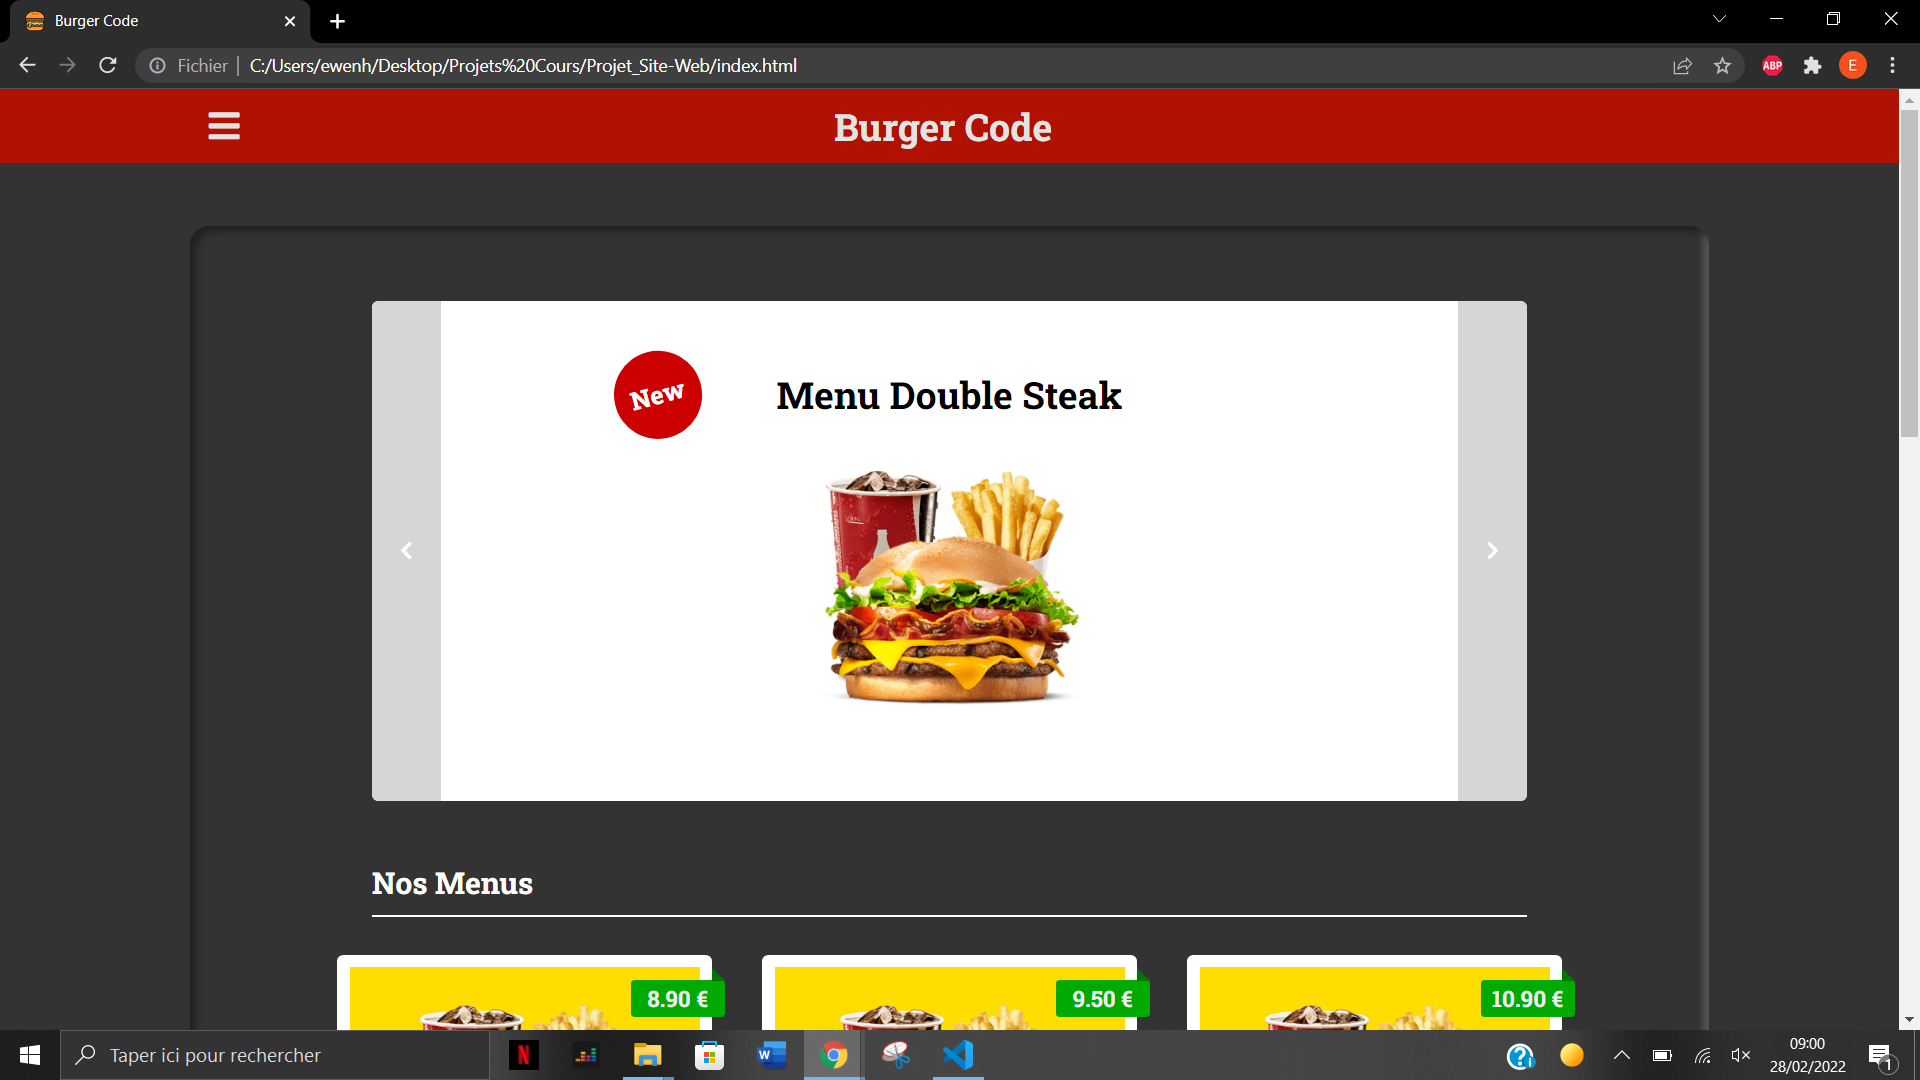 Burger Code
Fichier | C:/Users/ewenh/Desktop/Projets%20Cours/Projet_Site-Web/index.html
ABP
E
Burger Code
New
Menu Double Steak
Nos Menus
8.90 €
9.50 €
10.90 €
Taper ici pour rechercher
N
W
09:00
28/02/2022
1